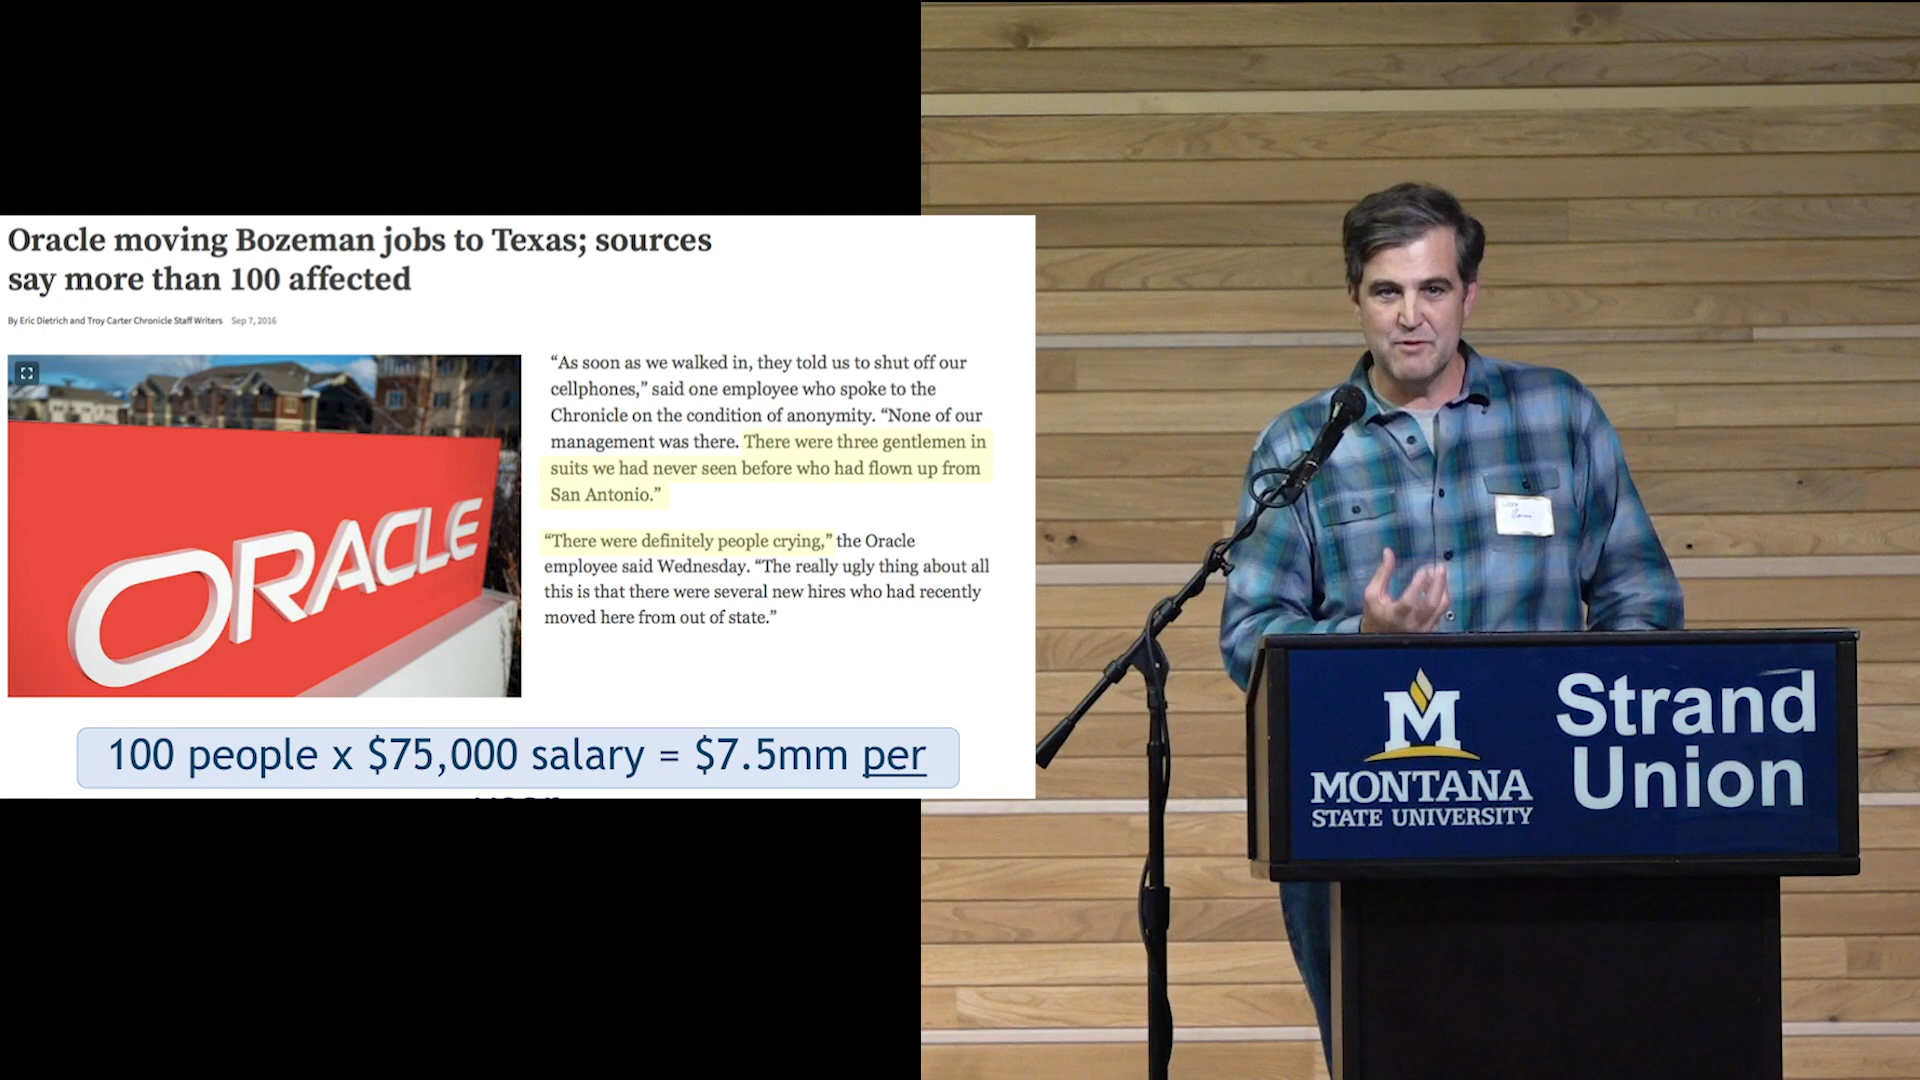 Oracle moving Bozeman jobs to Texas; sources
say more than 100 affected
By Eric Dietrich and Troy Carter Chronicle Staff Writers Sep 7, 2016
ORACLE
“As soon as we walked in, they told us to shut off our
cellphones,” said one employee who spoke to the
Chronicle on the condition of anonymity. “None of our
management was there. There were three gentlemen in
suits we had never seen before who had flown up from
San Antonio.”
“There were definitely people crying,” the Oracle
employee said Wednesday. “The really ugly thing about all
this is that there were several new hires who had recently
moved here from out of state.”
100 people x $75,000 salary = $7.5mm per
M
MONTANA
STATE UNIVERSITY
Strand
Union